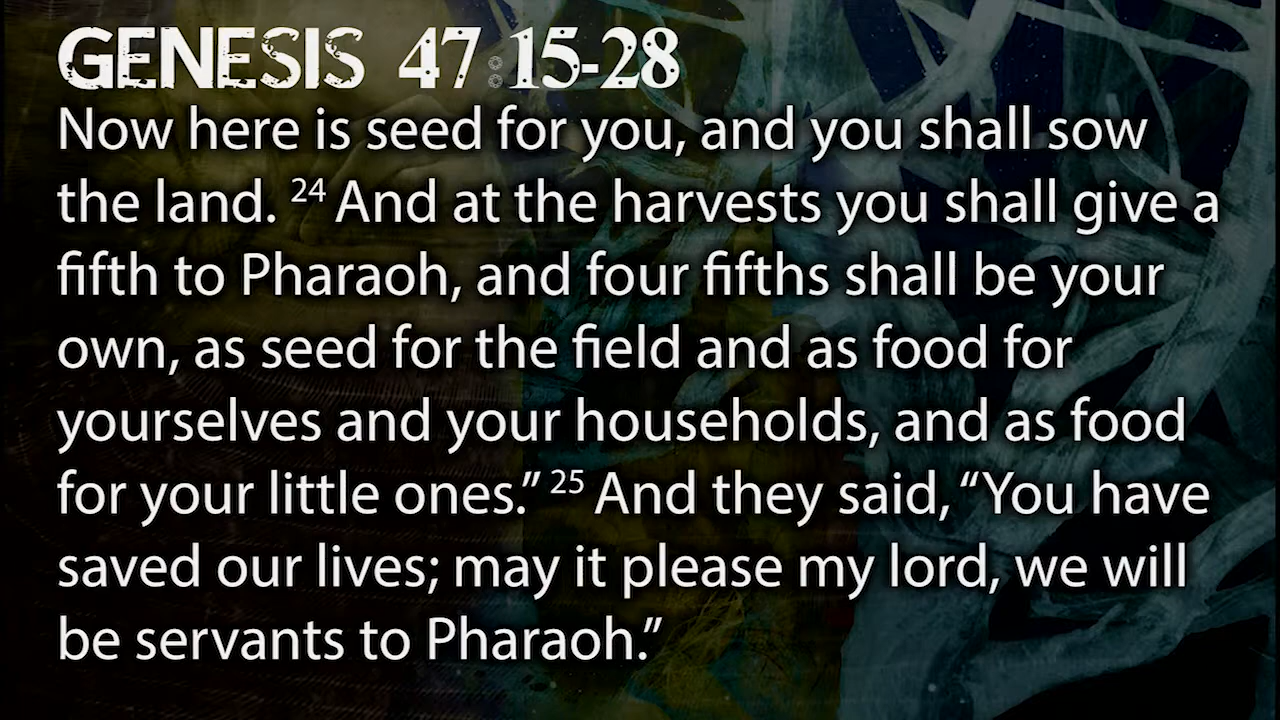 GENESIS 47:15-28
Now here is seed for you, and you shall sow
the land. 24 And at the harvests you shall give a
fifth to Pharaoh, and four fifths shall be your
own, as seed for the field and as food for
yourselves and your households, and as food
for your little ones.” 25 And they said, “You have
saved our lives; may it please my lord, we will
be servants to Pharaoh.”